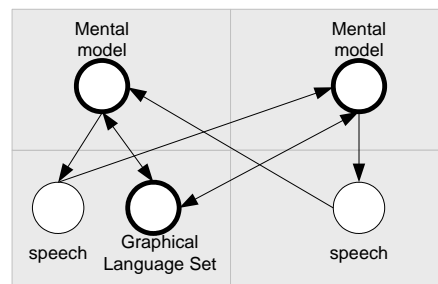 Mental
model
Mental
model
speech
Graphical
Language Set
speech